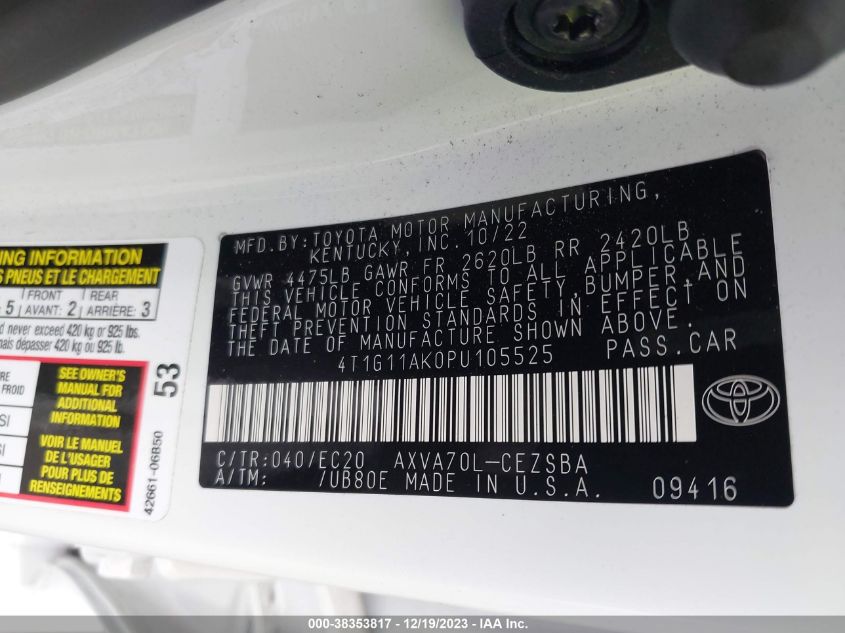 MFD. BY: TOYOTA MOTOR MANUFACTURING,
KENTUCKY, INC. 10/22
GVWR 4475LB GAWR FR 2620LB RR 2420LB
THIS VEHICLE CONFORMS TO ALL APPLICABLE
FEDERAL MOTOR VEHICLE SAFETY, BUMPER, AND
THEFT PREVENTION STANDARDS IN EFFECT ON
THE DATE OF MANUFACTURE SHOWN ABOVE.
4T1G11AK0PU105525 PASS. CAR
C/TR: 040/EC20 AXVA70L-CEZSBA
A/TM: /UB80E MADE IN U.S.A. 09416
INFORMATION
PNEUS ET LE CHARGEMENT
5 FRONT 2 REAR 3
AVANT: ARRIÈRE:
never exceed 420 kg or 925 lbs.
dépasser 420 kg ou 925 lb.
FROID
SEE OWNER'S
MANUAL FOR
ADDITIONAL
INFORMATION
VOIR LE MANUEL
DE L'USAGER
POUR PLUS DE
RENSEIGNEMENTS
53
42661-06B50
000-38353817 - 12/19/2023 - IAA Inc.